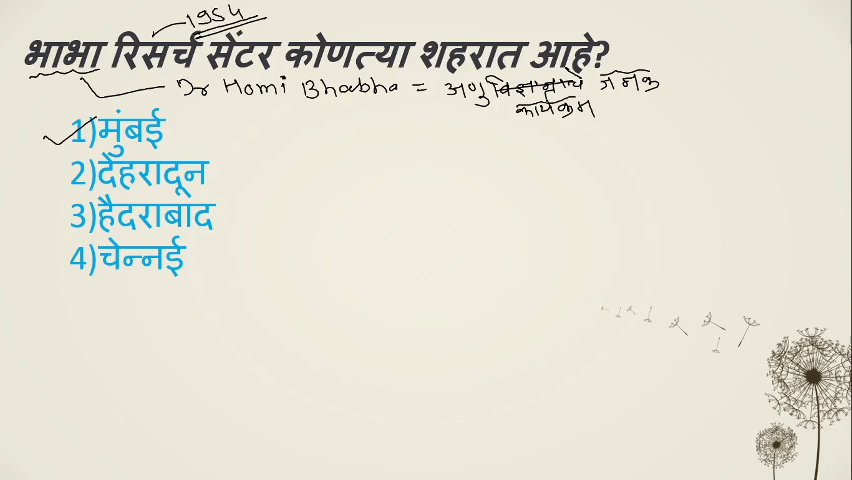 1954
भाभा रिसर्च सेंटर कोणत्या शहरात आहे?
Dr Homi Bhabha = अणुविज्ञानाचे जनक
कार्यक्रम
1)मुंबई
2)देहरादून
3)हैदराबाद
4)चेन्नई